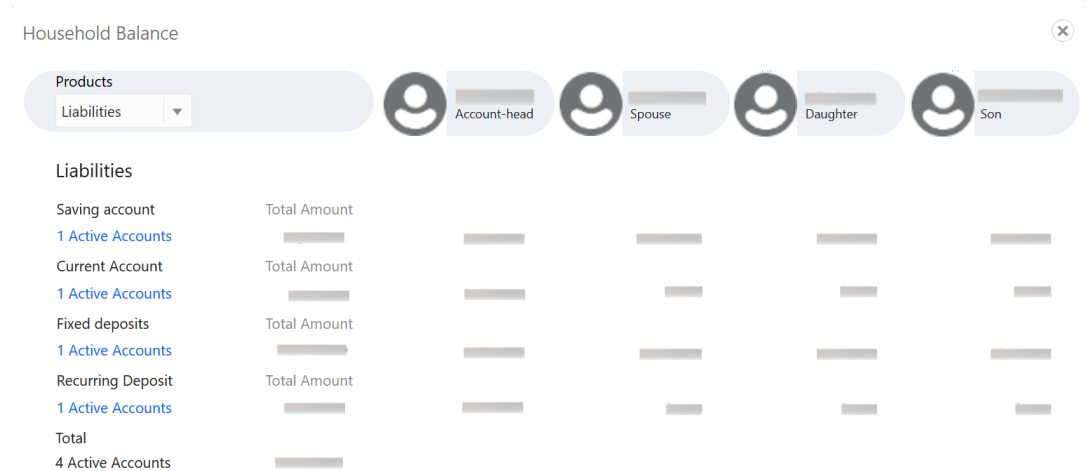 Household Balance
Products
Liabilities
Account-head
Spouse
Daughter
Son
Liabilities
Saving account Total Amount
1 Active Accounts
Current Account Total Amount
1 Active Accounts
Fixed deposits Total Amount
1 Active Accounts
Recurring Deposit Total Amount
1 Active Accounts
Total
4 Active Accounts